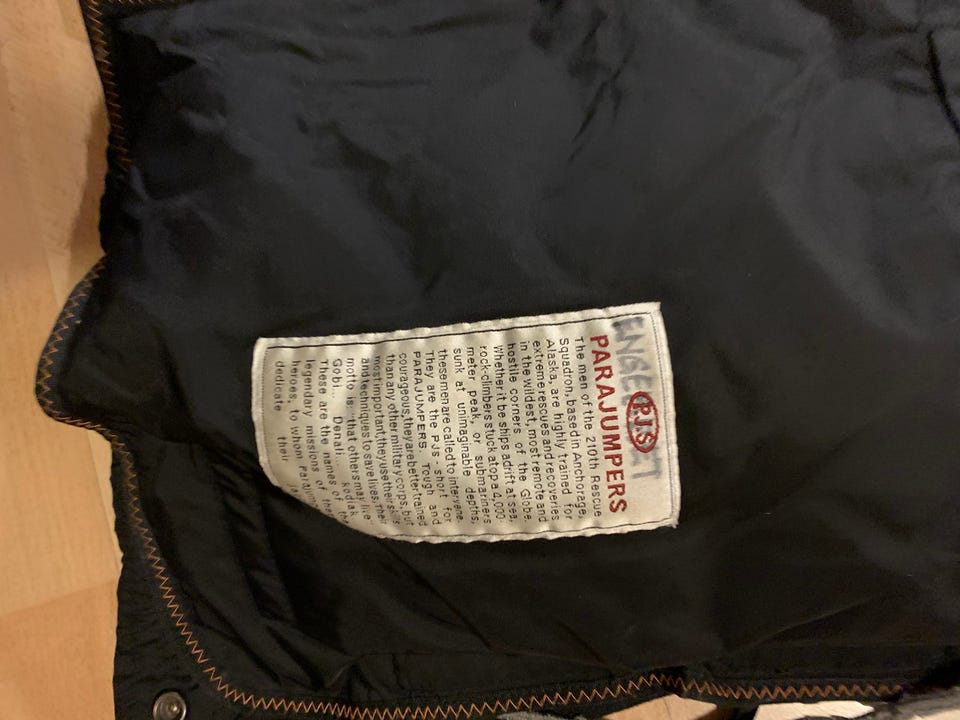 P.J.S
PARAJUMPERS
The men of the 210th Rescue
Squadron, based in Anchorage,
Alaska, are highly trained for
extreme rescues and recoveries
in the wildest, most remote and
hostile corners of the Globe.
Whether it be ships adrift at sea,
rock-climbers stuck atop a 4,000-
meter peak, or submariners
sunk at unimaginable depths,
these men are called to intervene.
They are the PJs - short for
PARAJUMPERS. Tough and
courageous, they are better trained
than any other military corps, but
most important, they use their skills
and techniques to save lives, their
motto is "that others may live"
Gobi... Denali... Kodiak
These are the names of the
legendary missions of these
heroes, to whom Parajum
dedicate their